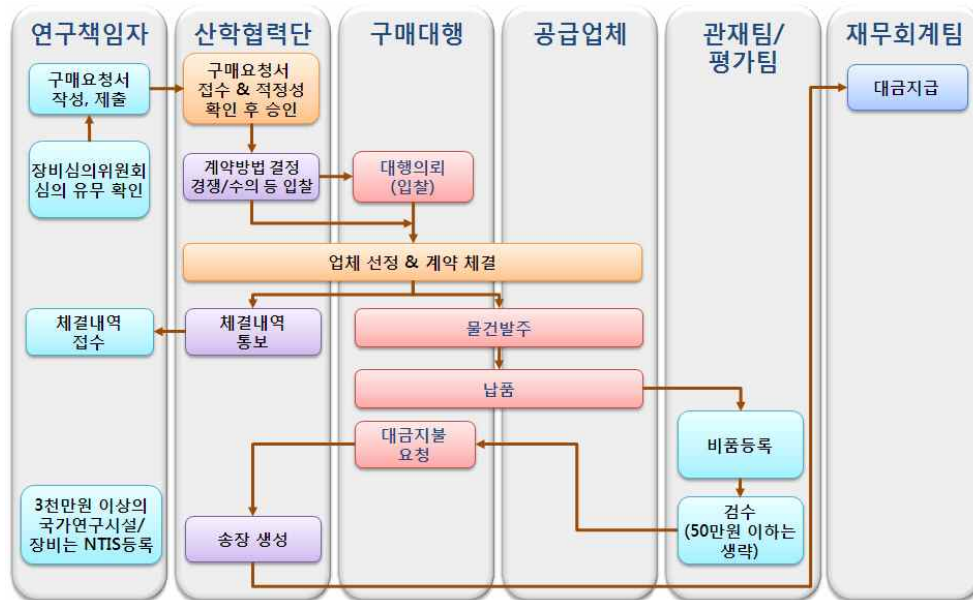 연구책임자
산학협력단
구매대행
공급업체
관재팀/
평가팀
재무회계팀
구매요청서
작성, 제출
구매요청서
접수 & 적정성
확인 후 승인
대금지급
장비심의위원회
심의 유무 확인
계약방법 결정
경쟁/수의 등 입찰
대행의뢰
(입찰)
업체 선정 & 계약 체결
체결내역
접수
체결내역
통보
물건발주
납품
대금지불
요청
비품등록
3천만원 이상의
국가연구시설/
장비는 NTIS등록
송장 생성
검수
(50만원 이하는
생략)